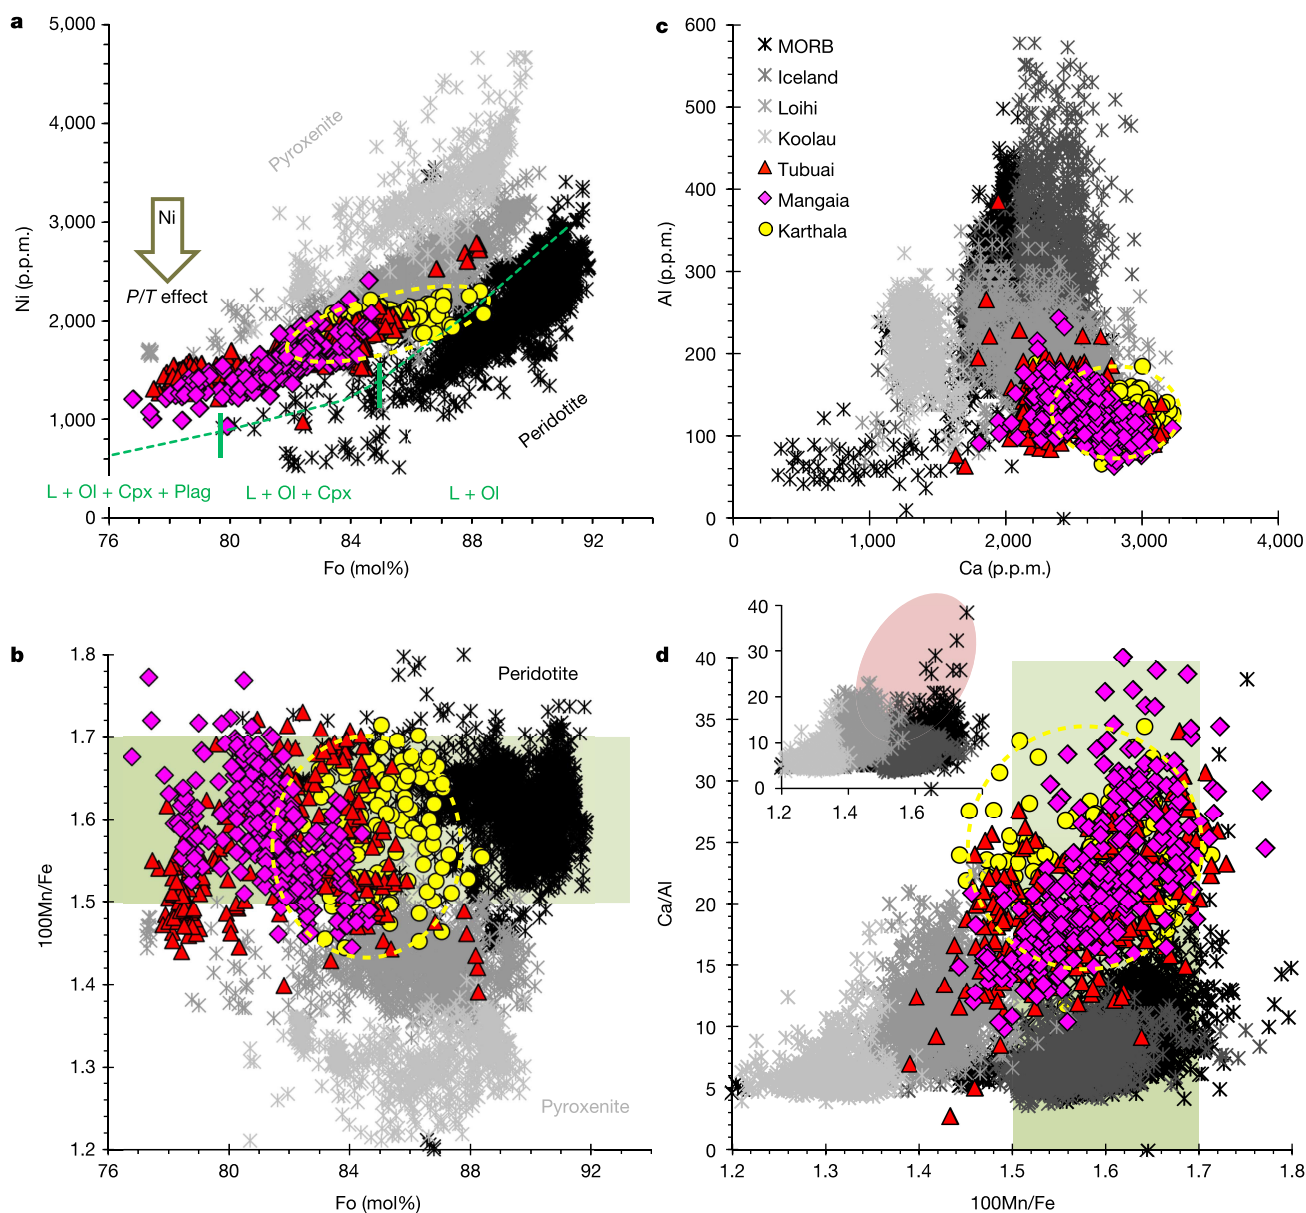 a
5,000
4,000
3,000
2,000
1,000
0
Ni (p.p.m.)
Pyroxenite
Ni
P/T effect
Peridotite
L + Ol + Cpx + Plag
L + Ol + Cpx
L + Ol
76
80
84
88
92
Fo (mol%)
c
600
500
400
300
200
100
0
Al (p.p.m.)
MORB
Iceland
Loihi
Koolau
Tubuai
Mangaia
Karthala
0
1,000
2,000
3,000
4,000
Ca (p.p.m.)
b
1.8
1.7
1.6
1.5
1.4
1.3
1.2
100Mn/Fe
Peridotite
Pyroxenite
76
80
84
88
92
Fo (mol%)
d
40
35
30
25
20
15
10
5
0
Ca/Al
40
30
20
10
0
1.2
1.4
1.6
1.2
1.3
1.4
1.5
1.6
1.7
1.8
100Mn/Fe